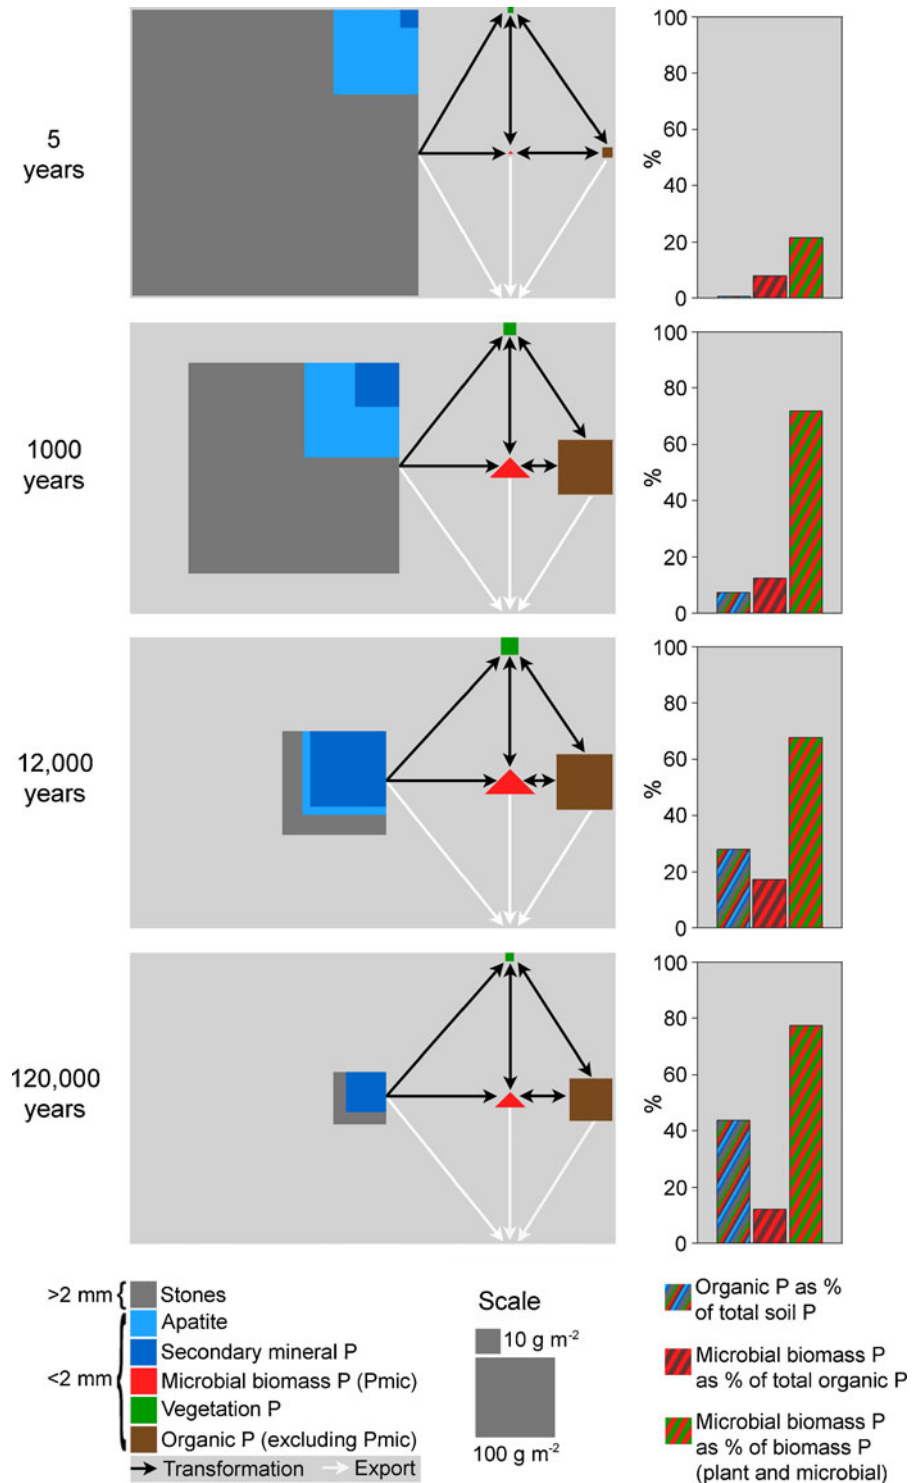 5
years
100
80
60
40
20
0
%
1000
years
100
80
60
40
20
0
%
12,000
years
100
80
60
40
20
0
%
120,000
years
100
80
60
40
20
0
%
>2 mm
Stones
<2 mm
Apatite
Secondary mineral P
Microbial biomass P (Pmic)
Vegetation P
Organic P (excluding Pmic)
Transformation
Export
Scale
10 g m-2
100 g m-2
Organic P as %
of total soil P
Microbial biomass P
as % of total organic P
Microbial biomass P
as % of biomass P
(plant and microbial)